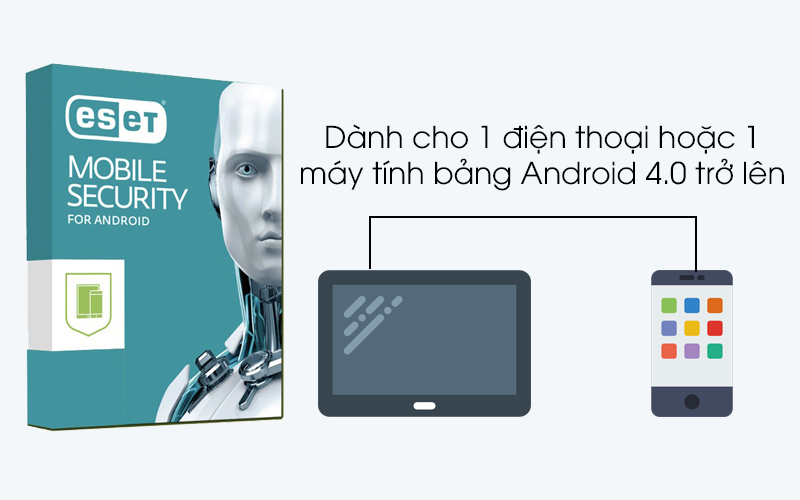 eseT
MOBILE
SECURITY
FOR ANDROID
Dành cho 1 điện thoại hoặc 1
máy tính bảng Android 4.0 trở lên